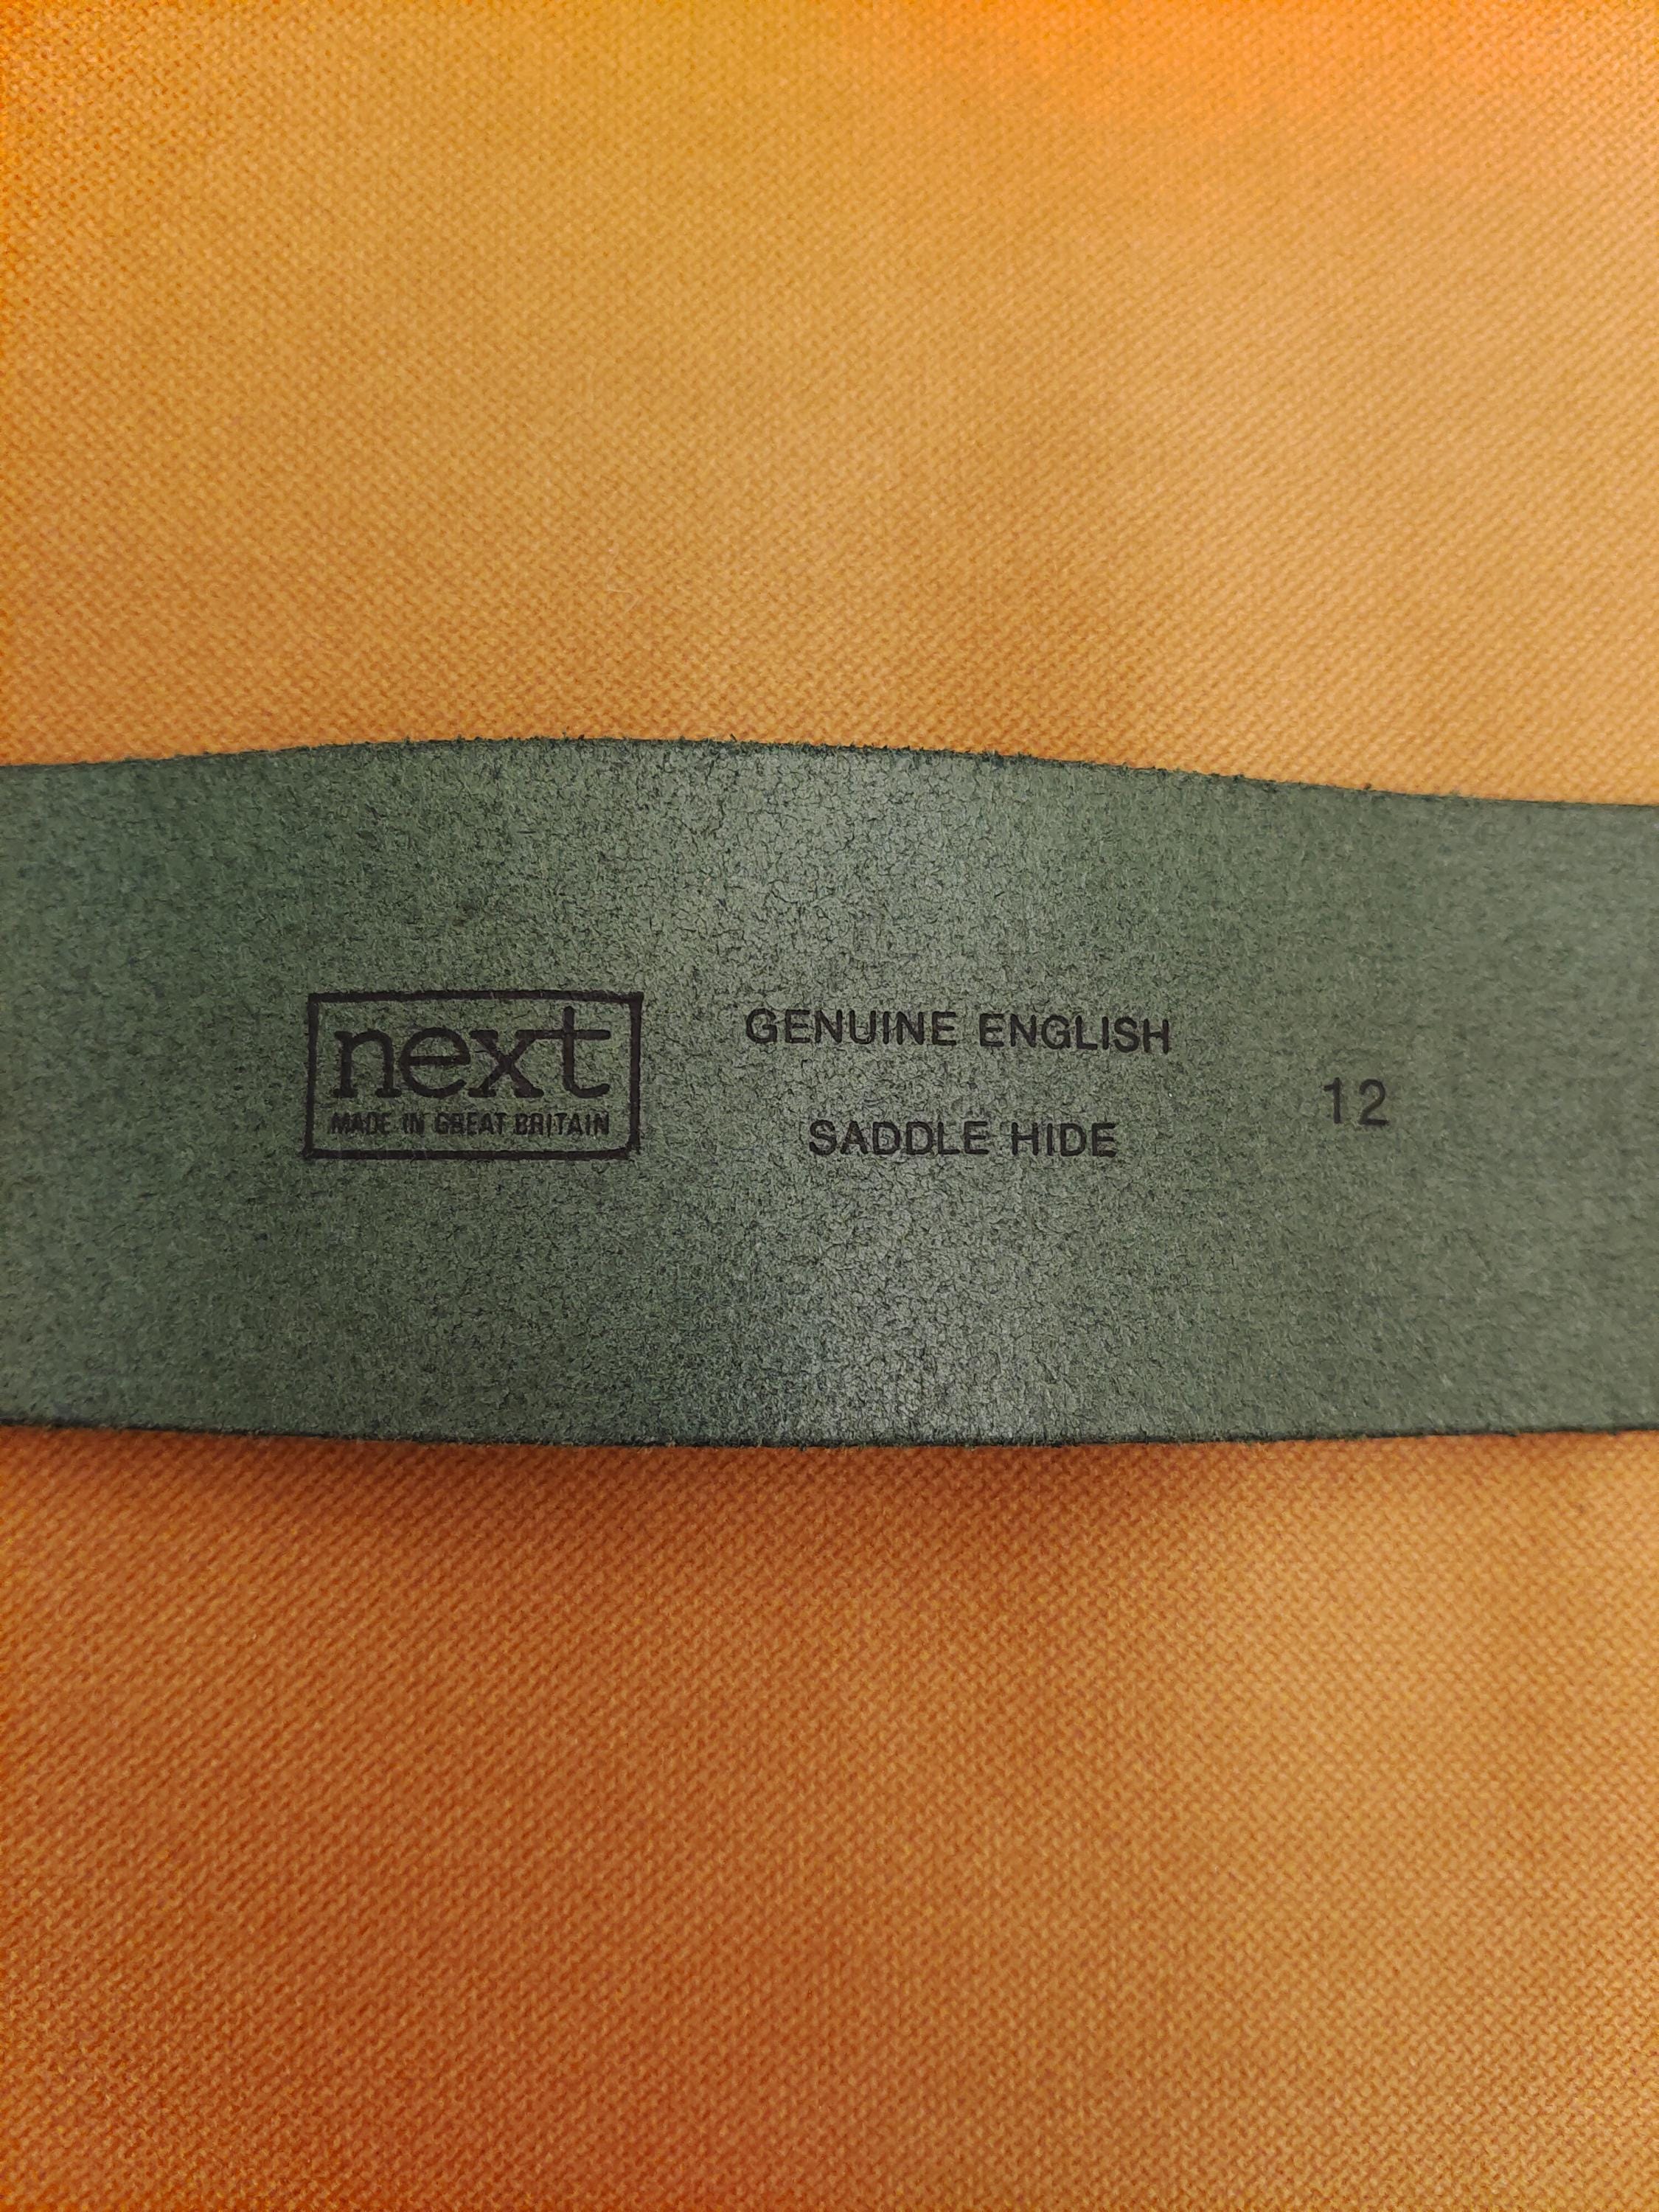 next
MADE IN GREAT BRITAIN
GENUINE ENGLISH
SADDLE HIDE
12